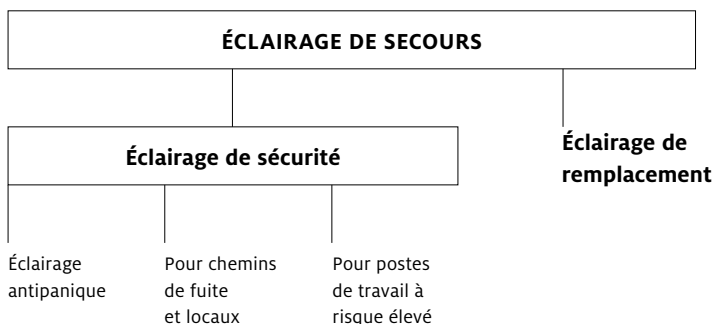 ÉCLAIRAGE DE SECOURS
Éclairage de sécurité
Éclairage de
remplacement
Éclairage
antipanique
Pour chemins
de fuite
et locaux
Pour postes
de travail à
risque élevé